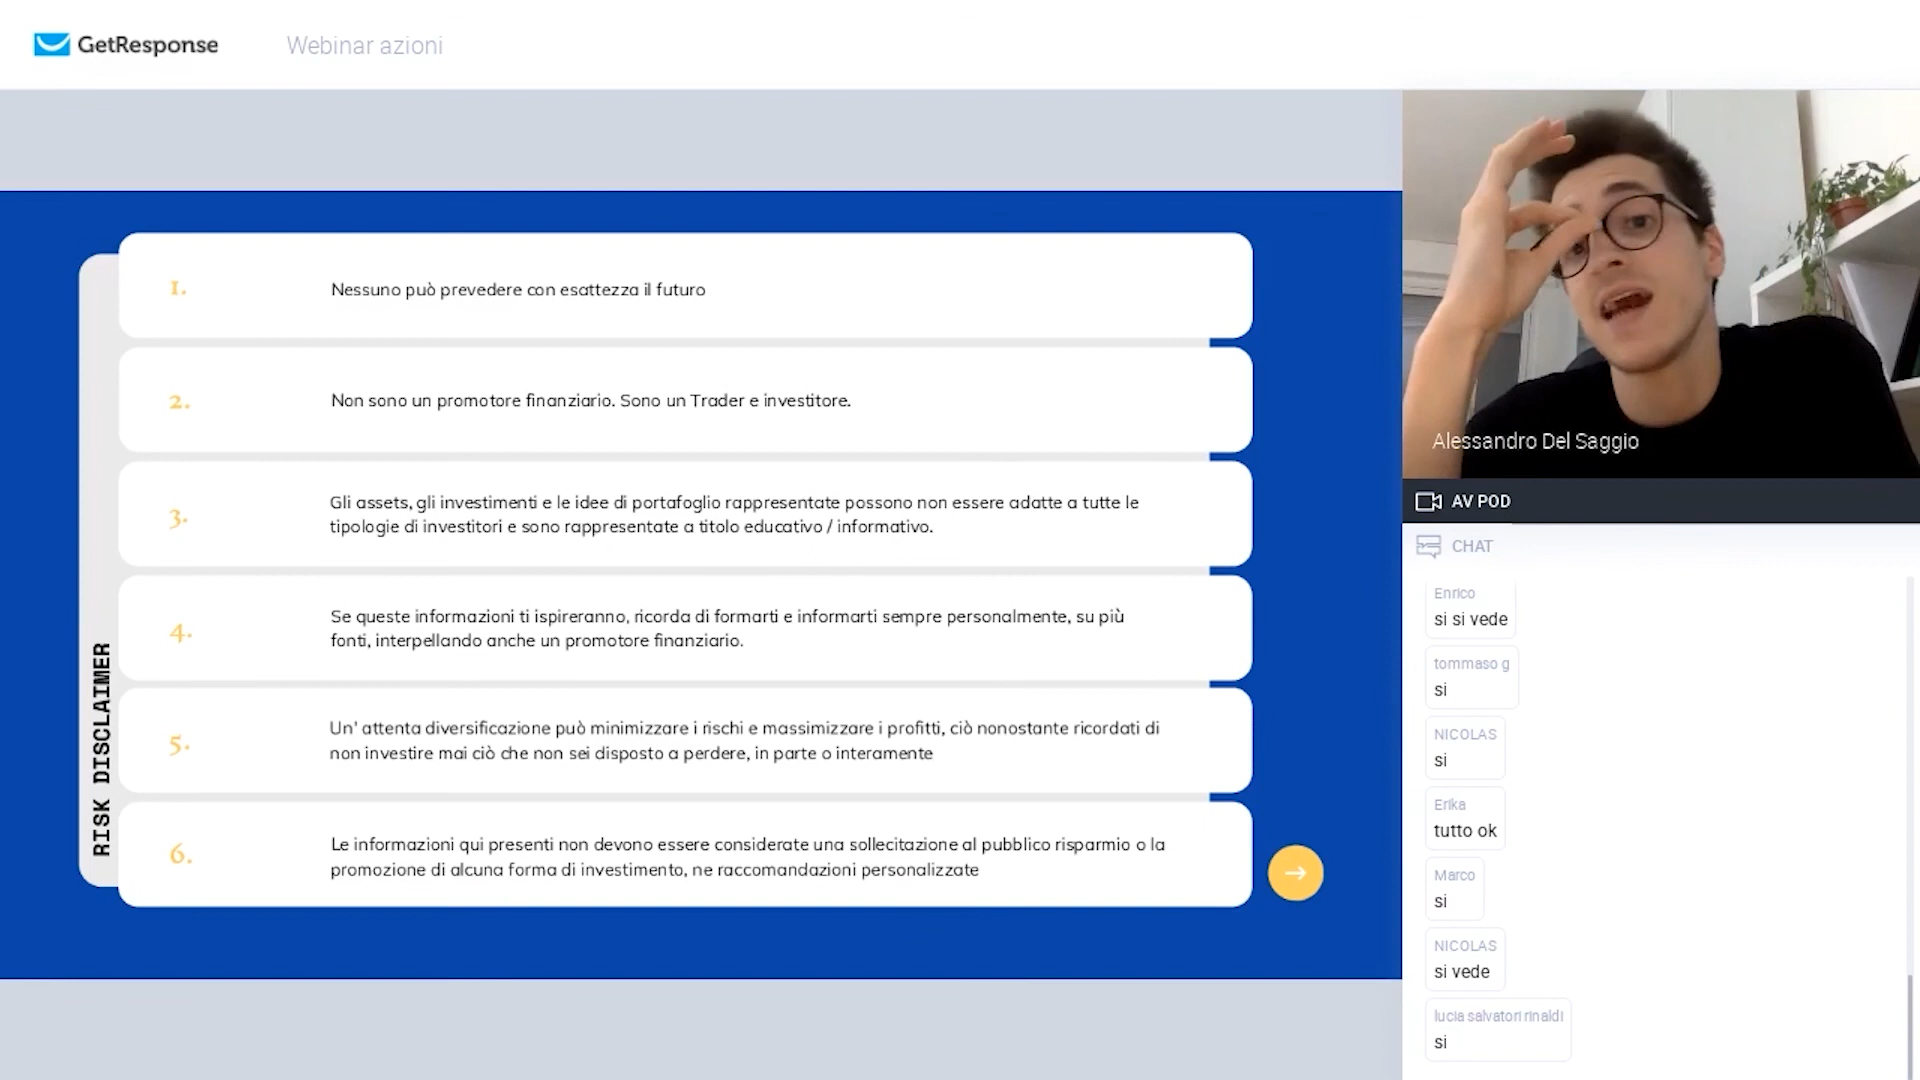 GetResponse
Webinar azioni
RISK DISCLAIMER
1.
Nessuno può prevedere con esattezza il futuro
2.
Non sono un promotore finanziario. Sono un Trader e investitore.
3.
Gli assets, gli investimenti e le idee di portafoglio rappresentate possono non essere adatte a tutte le
tipologie di investitori e sono rappresentate a titolo educativo / informativo.
4.
Se queste informazioni ti ispireranno, ricorda di formarti e informarti sempre personalmente, su più
fonti, interpellando anche un promotore finanziario.
5.
Un' attenta diversificazione può minimizzare i rischi e massimizzare i profitti, ciò nonostante ricordati di
non investire mai ciò che non sei disposto a perdere, in parte o interamente
6.
Le informazioni qui presenti non devono essere considerate una sollecitazione al pubblico risparmio o la
promozione di alcuna forma di investimento, ne raccomandazioni personalizzate
Alessandro Del Saggio
AV POD
CHAT
Enrico
si si vede
tommaso g
si
NICOLAS
si
Erika
tutto ok
Marco
si
NICOLAS
si vede
lucia salvatori rinaldi
si